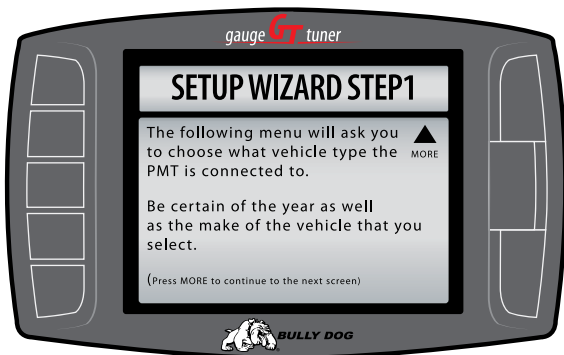 gauge GT tuner
SETUP WIZARD STEP1
The following menu will ask you
to choose what vehicle type the
PMT is connected to.
MORE
Be certain of the year as well
as the make of the vehicle that you
select.
(Press MORE to continue to the next screen)
BULLY DOG